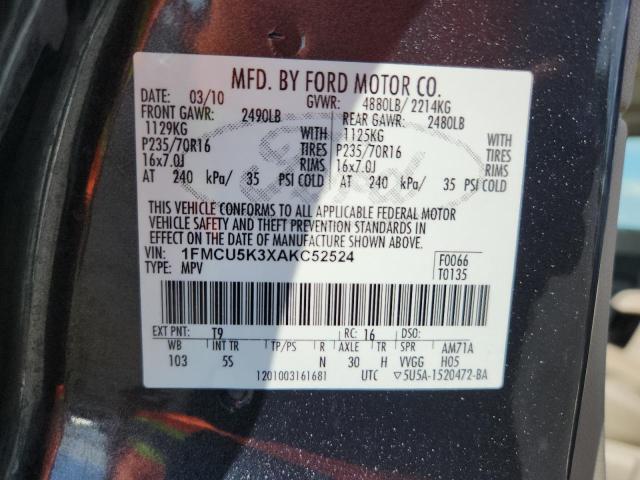 MFD. BY FORD MOTOR CO.
DATE: 03/10 GVWR: 4880LB/ 2214KG
FRONT GAWR: 2490LB REAR GAWR: 2480LB
1129KG WITH 1125KG WITH
P235/70R16 TIRES P235/70R16 TIRES
16x7.0J RIMS 16x7.0J RIMS
AT 240 kPa/ 35 PSI COLD AT 240 kPa/ 35 PSI COLD
THIS VEHICLE CONFORMS TO ALL APPLICABLE FEDERAL MOTOR
VEHICLE SAFETY AND THEFT PREVENTION STANDARDS IN
EFFECT ON THE DATE OF MANUFACTURE SHOWN ABOVE.
VIN: 1FMCU5K3XAKC52524 F0066
TYPE: MPV T0135
EXT PNT: T9 RC: 16 DSO:
WB INT TR TP/PS R AXLE TR SPR AM71A
103 5S N 30 H VVGG H05
1201003161681 UTC ▽5U5A-1520472-BA
Ford